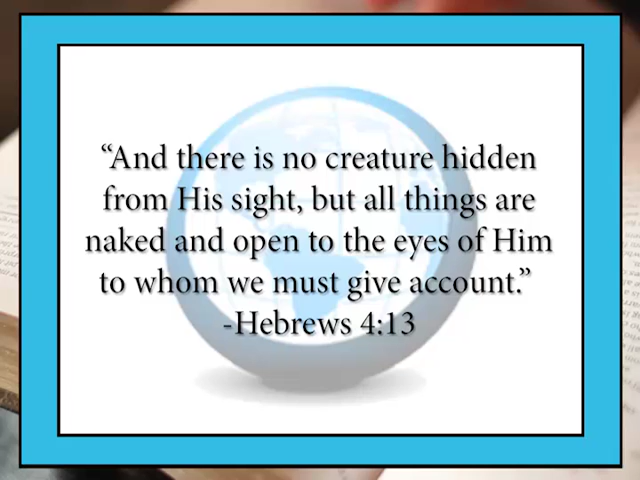 “And there is no creature hidden
from His sight, but all things are
naked and open to the eyes of Him
to whom we must give account.”
-Hebrews 4:13